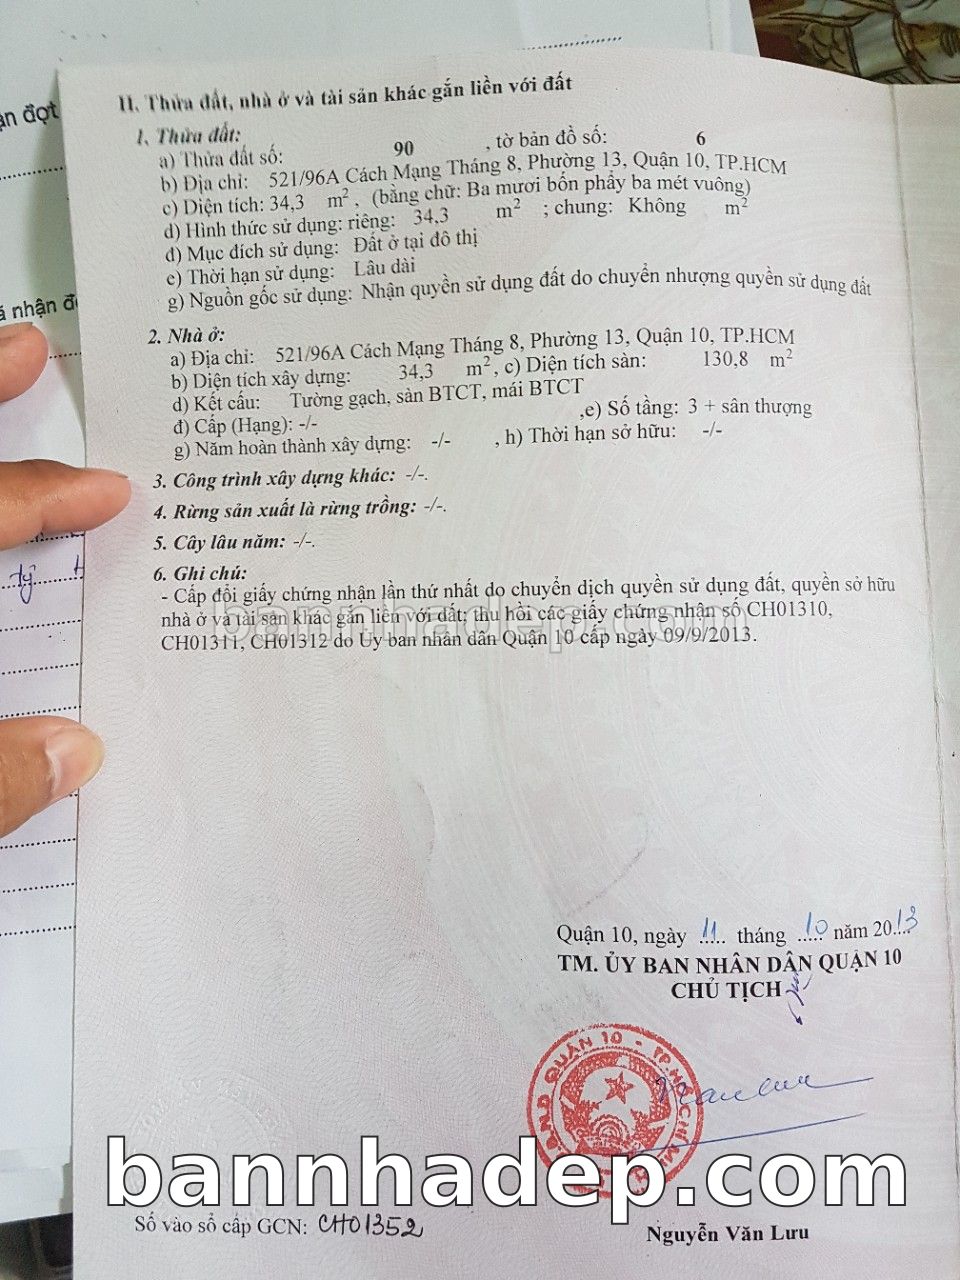 ận đợt
II. Thửa đất, nhà ở và tài sản khác gắn liền với đất
1. Thửa đất:
a) Thửa đất số: 90 , tờ bản đồ số: 6
b) Địa chỉ: 521/96A Cách Mạng Tháng 8, Phường 13, Quận 10, TP.HCM
c) Diện tích: 34,3 m², (bằng chữ: Ba mươi bốn phẩy ba mét vuông)
d) Hình thức sử dụng: riêng: 34,3 m² ; chung: Không m²
đ) Mục đích sử dụng: Đất ở tại đô thị
e) Thời hạn sử dụng: Lâu dài
g) Nguồn gốc sử dụng: Nhận quyền sử dụng đất do chuyển nhượng quyền sử dụng đất
nhận
2. Nhà ở:
a) Địa chỉ: 521/96A Cách Mạng Tháng 8, Phường 13, Quận 10, TP.HCM
b) Diện tích xây dựng: 34,3 m², c) Diện tích sàn: 130,8 m²
d) Kết cấu: Tường gạch, sàn BTCT, mái BTCT
đ) Cấp (Hạng): -/- ,e) Số tầng: 3 + sân thượng
g) Năm hoàn thành xây dựng: -/- , h) Thời hạn sở hữu: -/-
3. Công trình xây dựng khác: -/-.
4. Rừng sản xuất là rừng trồng: -/-.
5. Cây lâu năm: -/-.
tỷ
6. Ghi chú:
- Cấp đổi giấy chứng nhận lần thứ nhất do chuyển dịch quyền sử dụng đất, quyền sở hữu
nhà ở và tài sản khác gắn liền với đất; thu hồi các giấy chứng nhận số CH01310,
CH01311, CH01312 do Ủy ban nhân dân Quận 10 cấp ngày 09/9/2013.
bannhadep.com
Quận 10, ngày 11 tháng 10 năm 2013
TM. ỦY BAN NHÂN DÂN QUẬN 10
CHỦ TỊCH
U.B.N.D QUẬN 10 - TP.HỒ CHÍ MINH
bannhadep.com
Số vào sổ cấp GCN: CH01352
Nguyễn Văn Lưu